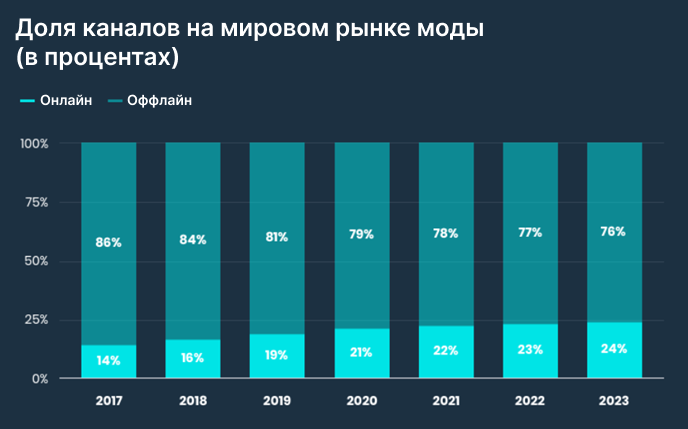 Доля каналов на мировом рынке моды
(в процентах)
Онлайн Оффлайн
100%
75%
50%
25%
0%
86% 84% 81% 79% 78% 77% 76%
14% 16% 19% 21% 22% 23% 24%
2017 2018 2019 2020 2021 2022 2023